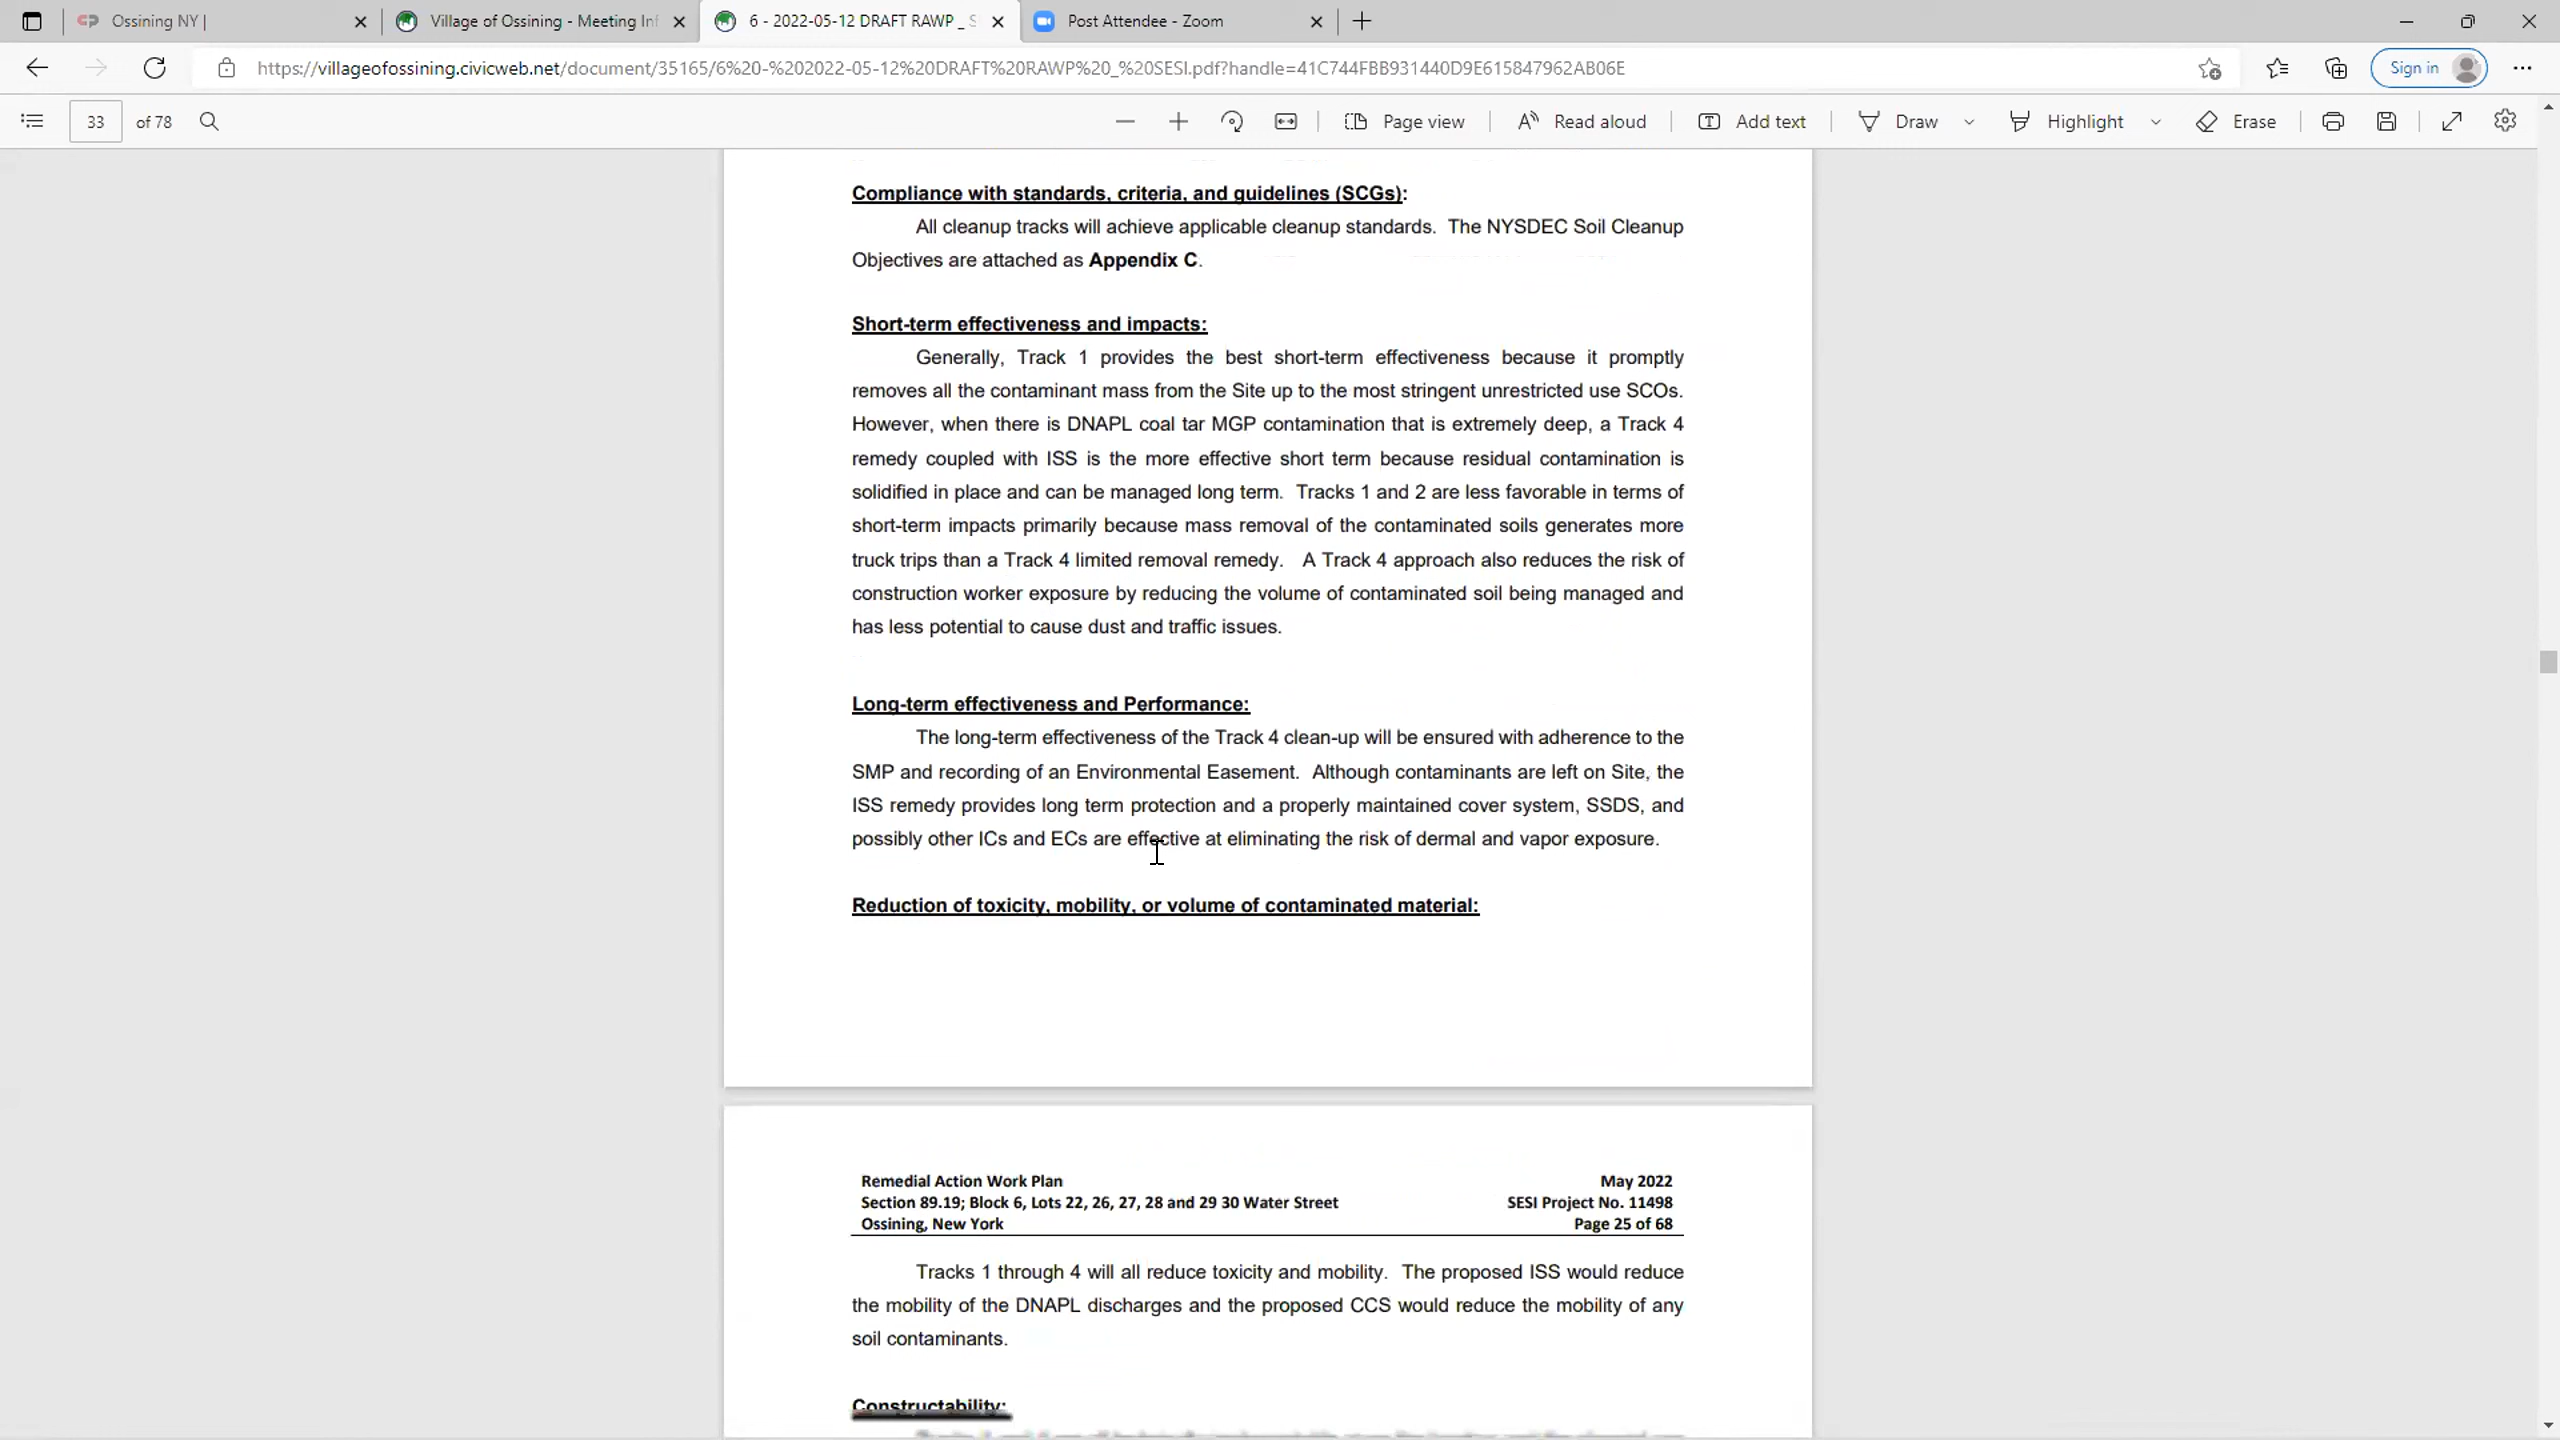 Ossining NY |
Village of Ossining - Meeting Inf
6 - 2022-05-12 DRAFT RAWP _ S
Post Attendee - Zoom
https://villageofossining.civicweb.net/document/35165/6%20-%202022-05-12%20DRAFT%20RAWP%20_%20SESI.pdf?handle=41C744FBB931440D9E615847962AB06E
Sign in
33 of 78
Page view
Read aloud
Add text
Draw
Highlight
Erase
Compliance with standards, criteria, and guidelines (SCGs):
All cleanup tracks will achieve applicable cleanup standards. The NYSDEC Soil Cleanup
Objectives are attached as Appendix C.
Short-term effectiveness and impacts:
Generally, Track 1 provides the best short-term effectiveness because it promptly
removes all the contaminant mass from the Site up to the most stringent unrestricted use SCOs.
However, when there is DNAPL coal tar MGP contamination that is extremely deep, a Track 4
remedy coupled with ISS is the more effective short term because residual contamination is
solidified in place and can be managed long term. Tracks 1 and 2 are less favorable in terms of
short-term impacts primarily because mass removal of the contaminated soils generates more
truck trips than a Track 4 limited removal remedy. A Track 4 approach also reduces the risk of
construction worker exposure by reducing the volume of contaminated soil being managed and
has less potential to cause dust and traffic issues.
Long-term effectiveness and Performance:
The long-term effectiveness of the Track 4 clean-up will be ensured with adherence to the
SMP and recording of an Environmental Easement. Although contaminants are left on Site, the
ISS remedy provides long term protection and a properly maintained cover system, SSDS, and
possibly other ICs and ECs are effective at eliminating the risk of dermal and vapor exposure.
Reduction of toxicity, mobility, or volume of contaminated material:
Remedial Action Work Plan May 2022
Section 89.19; Block 6, Lots 22, 26, 27, 28 and 29 30 Water Street SESI Project No. 11498
Ossining, New York Page 25 of 68
Tracks 1 through 4 will all reduce toxicity and mobility. The proposed ISS would reduce
the mobility of the DNAPL discharges and the proposed CCS would reduce the mobility of any
soil contaminants.
Constructability: